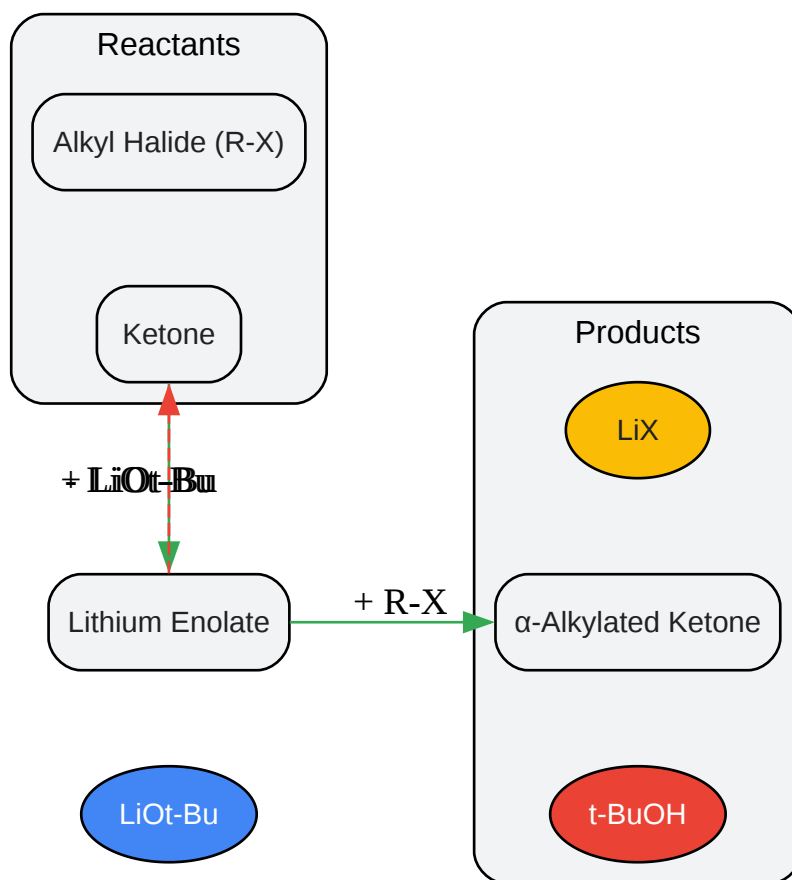 Reactants
Alkyl Halide (R-X)
Ketone
Products
LiX
+ LiOt-Bu
Lithium Enolate
+ R-X
α-Alkylated Ketone
LiOt-Bu
t-BuOH